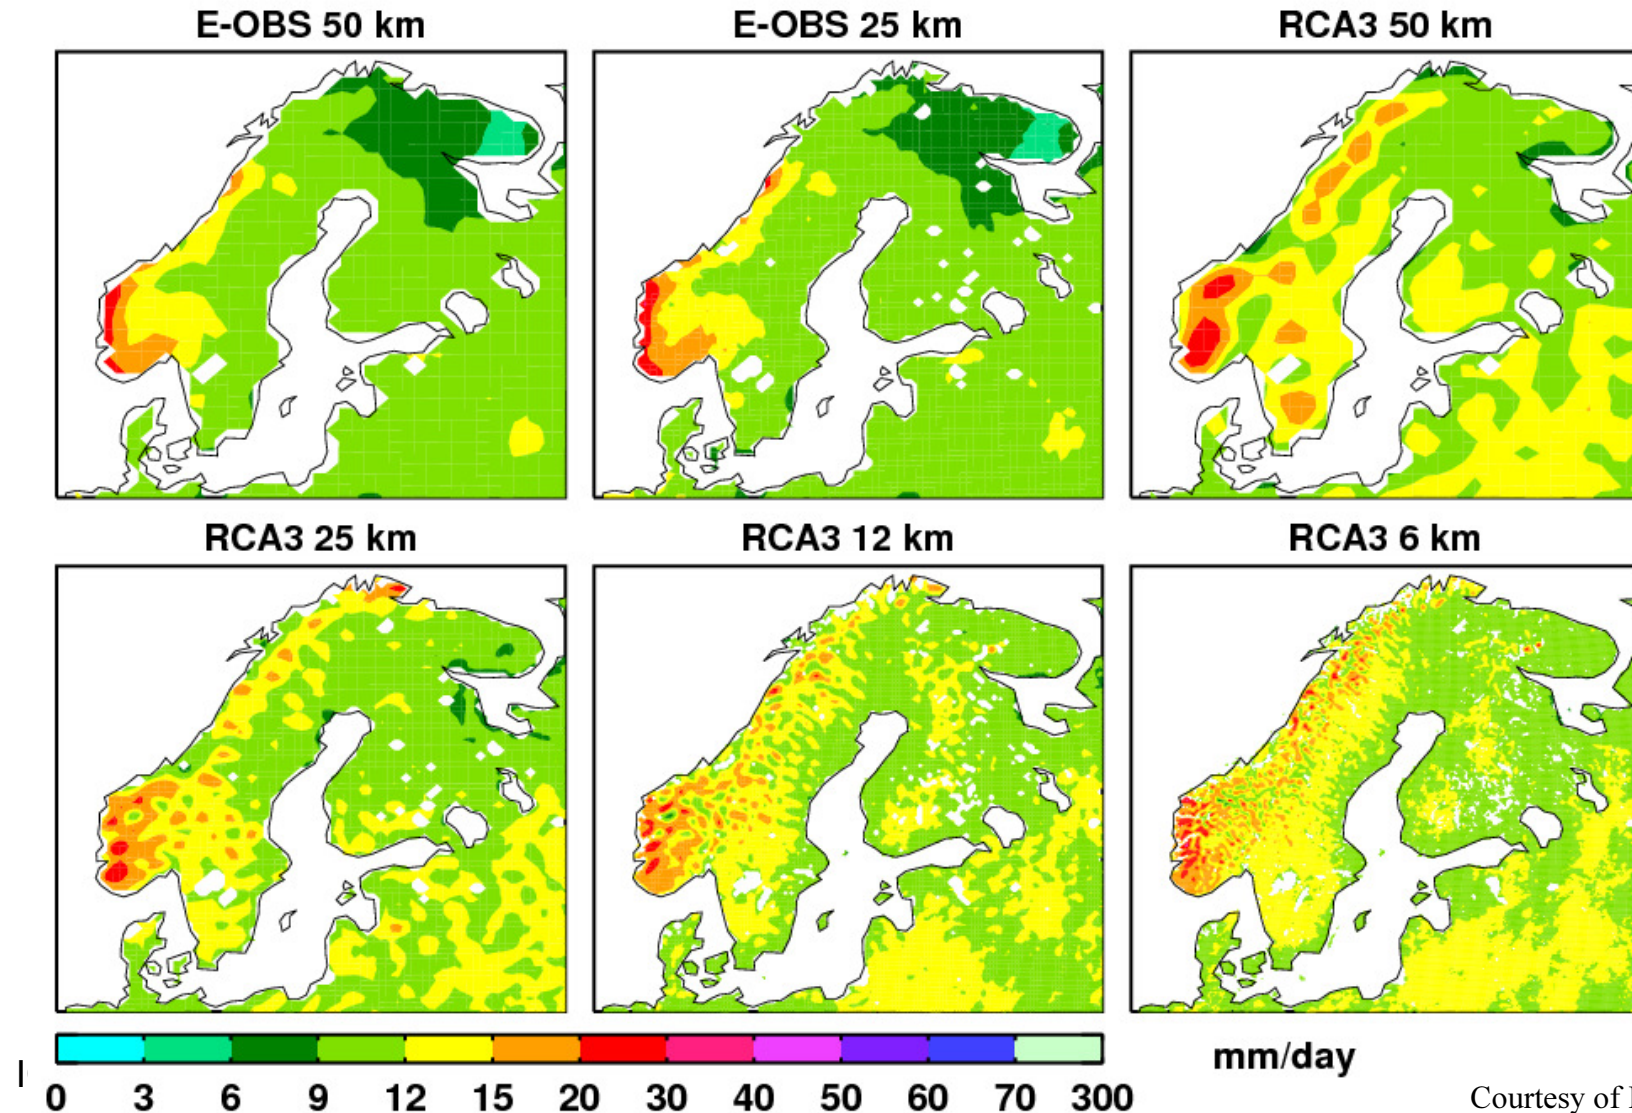 E-OBS 50 km
E-OBS 25 km
RCA3 50 km
RCA3 25 km
RCA3 12 km
RCA3 6 km
mm/day
0 3 6 9 12 15 20 30 40 50 60 70 300
Courtesy of